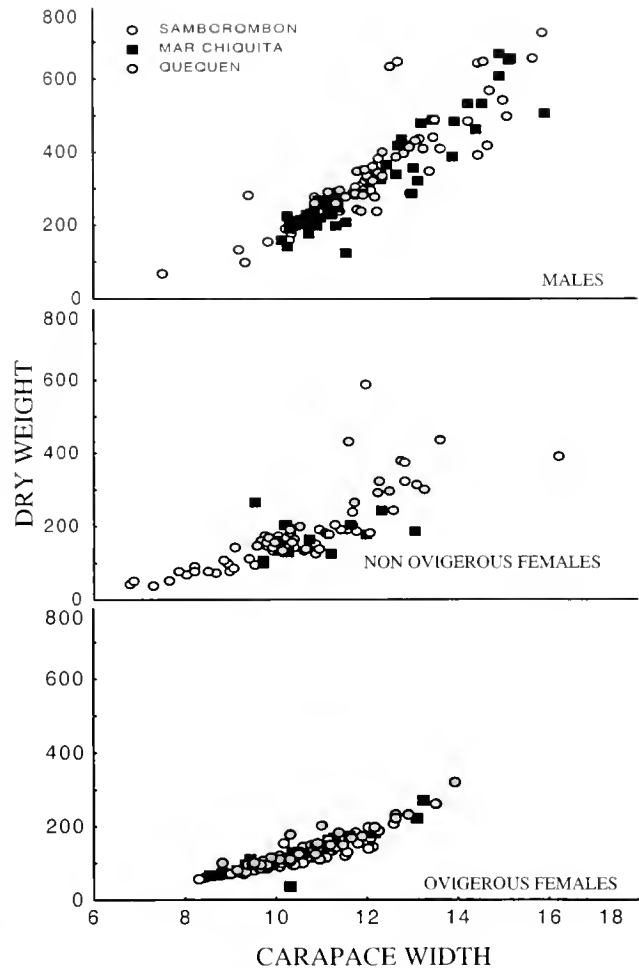 800
SAMBOROMBON
MAR CHIQUITA
QUEQUEN
600
400
200
0
MALES
800
600
400
200
0
NON OVIGEROUS FEMALES
DRY WEIGHT
800
600
400
200
0
OVIGEROUS FEMALES
6 8 10 12 14 16 18
CARAPACE WIDTH